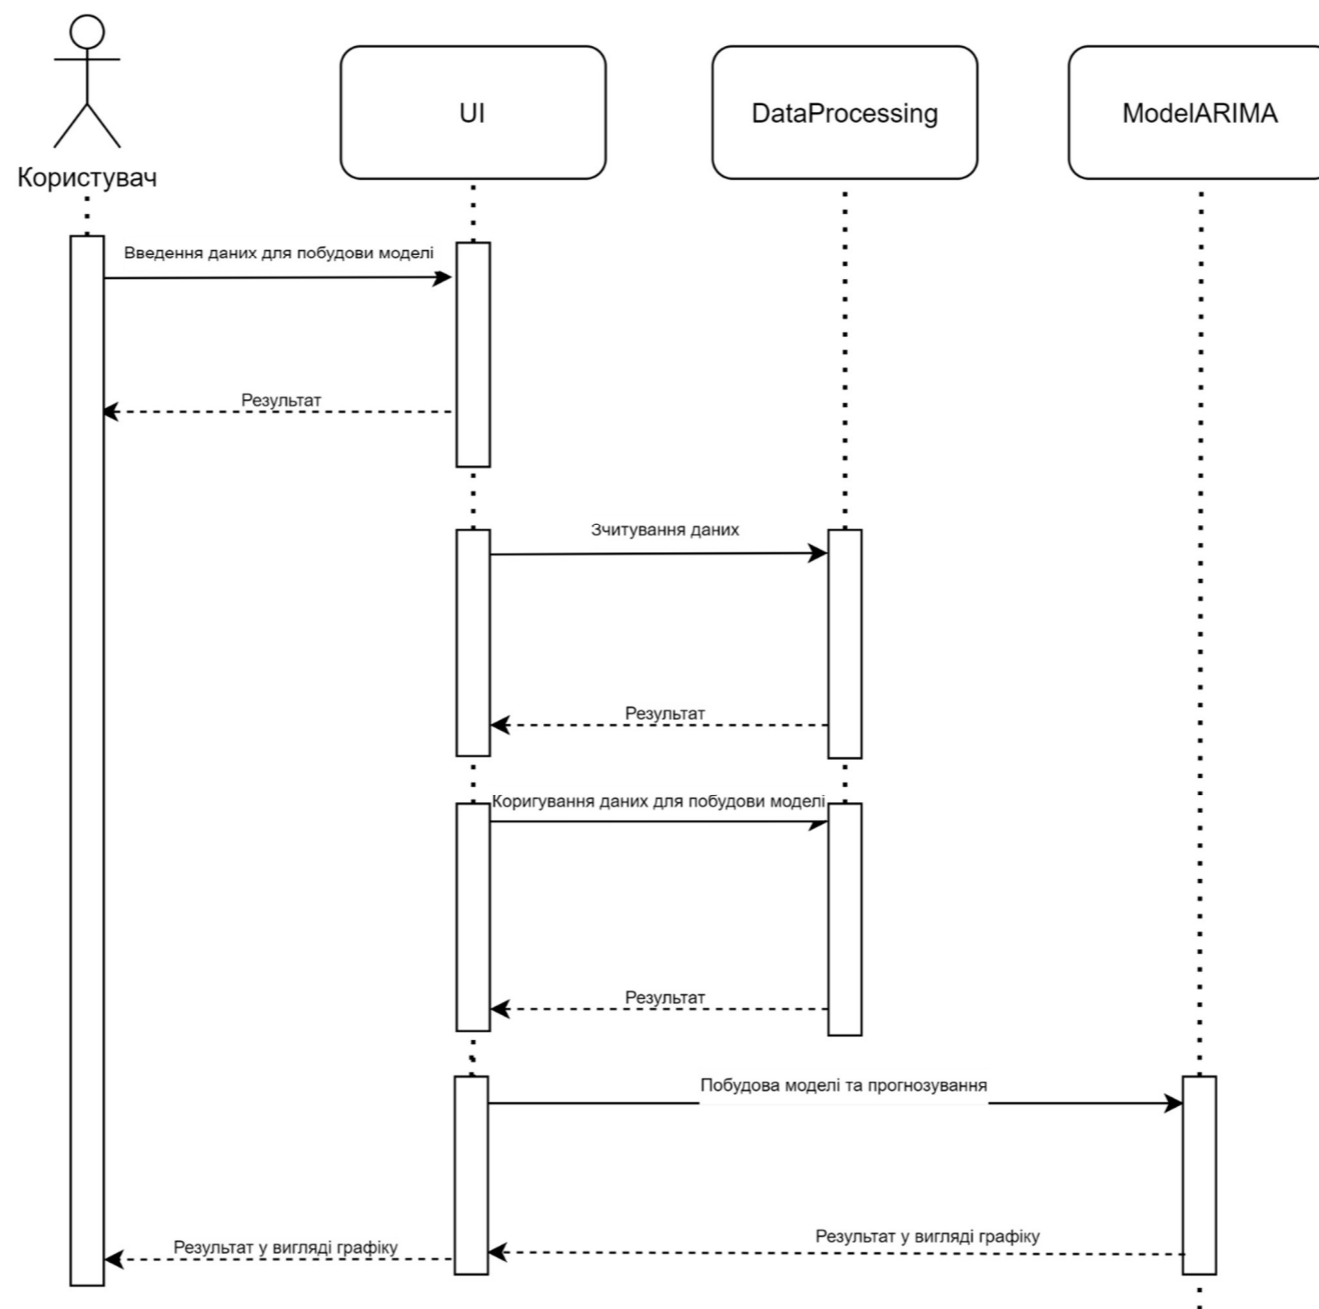 Користувач
UI
DataProcessing
ModelARIMA
Введення даних для побудови моделі
Результат
Зчитування даних
Результат
Коригування даних для побудови моделі
Результат
Побудова моделі та прогнозування
Результат у вигляді графіку
Результат у вигляді графіку